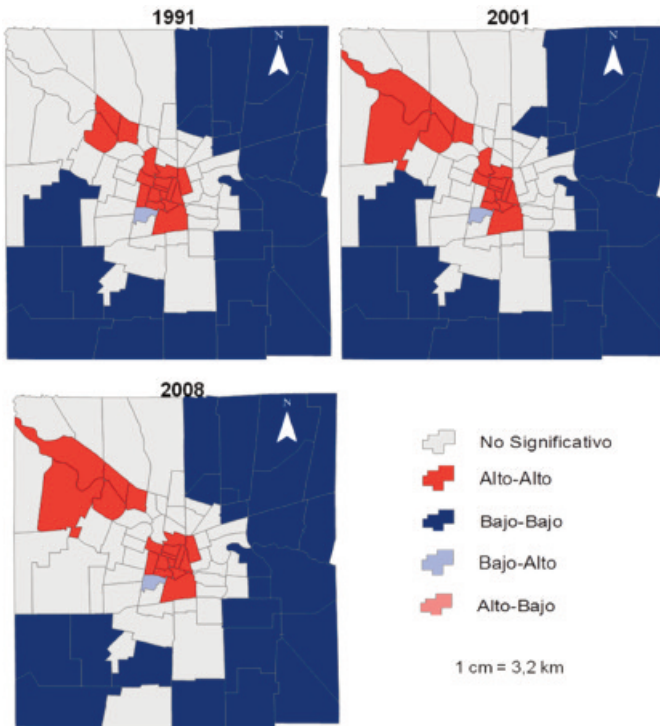 1991
2001
N
N
2008
N
No Significativo
Alto-Alto
Bajo-Bajo
Bajo-Alto
Alto-Bajo
1 cm = 3,2 km